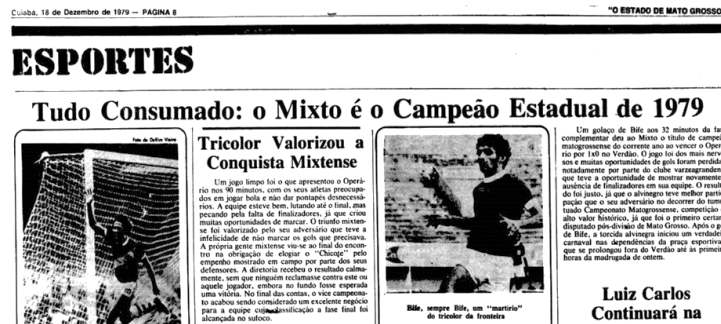 Cuiabá, 18 de Dezembro de 1979 — PAGINA 8
"O ESTADO DE MATO GROSSO
ESPORTES
Tudo Consumado: o Mixto é o Campeão Estadual de 1979
Foto de Dalton Vieira
Tricolor Valorizou a
Conquista Mixtense
Um jogo limpo foi o que apresentou o Operá-
rio nos 90 minutos, com os seus atletas preocupa-
dos em jogar bola e não dar pontapés desnecessá-
rios. A equipe esteve bem, lutando até o final, mas
pecando pela falta de finalizadores, já que criou
muitas oportunidades de marcar. O triunfo mixten-
se foi valorizado pelo seu adversário que teve a
infelicidade de não marcar os gols que precisava.
A própria gente mixtense viu-se ao final do encon-
tro na obrigação de elogiar o "Chicoje" pelo
empenho mostrado em campo por parte dos seus
defensores. A diretoria recebeu o resultado calma-
mente, sem que ninguém reclamasse contra este ou
aquele jogador, embora no fundo fosse esperada
uma vitória. No final das contas, o vice campeona-
to acabou sendo considerado um excelente negócio
para a equipe cuja classificação a fase final foi
alcançada no sufoco.
Bife, sempre Bife, um "martirio"
do tricolor da fronteira
Um golaço de Bife aos 32 minutos da fa
complementar deu ao Mixto o título de campe
matogrossense do corrente ano ao vencer o Oper
rio por 1x0 no Verdão. O jogo foi dos mais nerv
sos e muitas oportunidades de gols foram perdida
notadamente por parte do clube varzeagranden
que teve a oportunidade de mostrar novamente
ausência de finalizadores em sua equipe. O resul
do foi justo, já que a alvinegro teve melhor parti
pação que o seu adversário no decorrer do tumu
tuado Campeonato Matogrossense, competição
alto valor histórico, já que foi o primeiro certam
disputado pós-divisão de Mato Grosso. Após o g
de Bife, a torcida alvinegra iniciou um verdadei
carnaval nas dependências da praça esportiva
que se prolongou fora do Verdão até às primeir
horas da madrugada de ontem.
Luiz Carlos
Continuará na